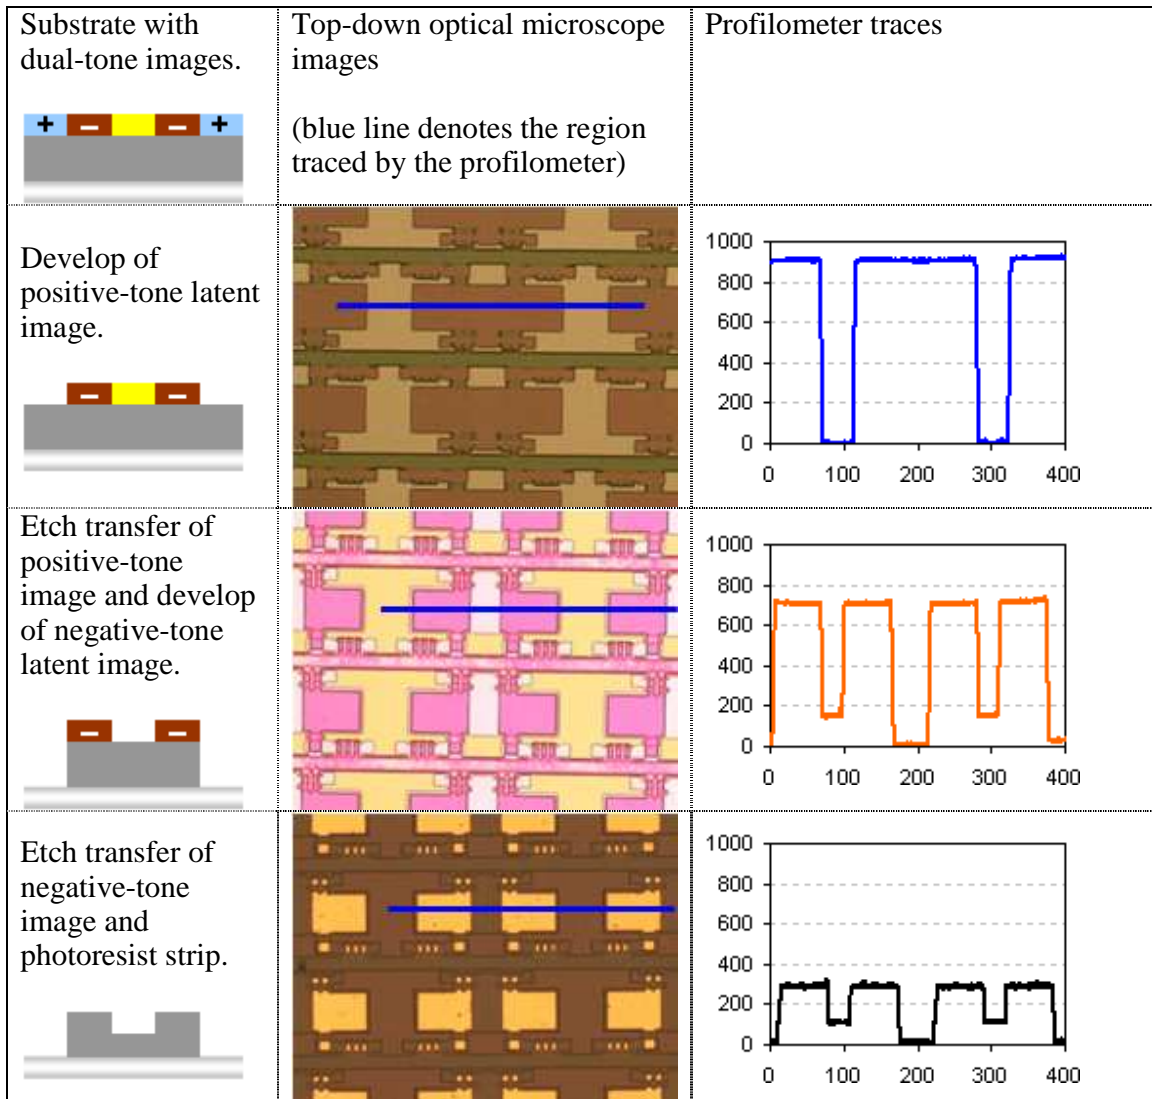 Substrate with
dual-tone images.
+ − − +
Top-down optical microscope
images
(blue line denotes the region
traced by the profilometer)
Profilometer traces
Develop of
positive-tone latent
image.
− −
1000
800
600
400
200
0
0 100 200 300 400
Etch transfer of
positive-tone
image and develop
of negative-tone
latent image.
− −
1000
800
600
400
200
0
0 100 200 300 400
Etch transfer of
negative-tone
image and
photoresist strip.
1000
800
600
400
200
0
0 100 200 300 400